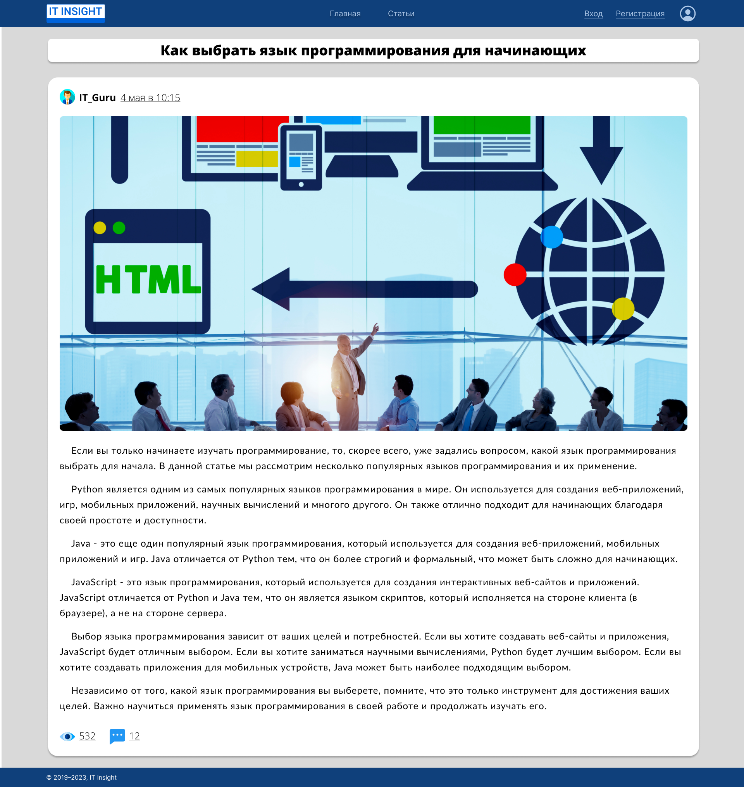 IT INSIGHT
Главная Статьи Вход Регистрация
Как выбрать язык программирования для начинающих
IT_Guru 4 мая в 10:15
HTML
Если вы только начинаете изучать программирование, то, скорее всего, уже задались вопросом, какой язык программирования
выбрать для начала. В данной статье мы рассмотрим несколько популярных языков программирования и их применение.
Python является одним из самых популярных языков программирования в мире. Он используется для создания веб-приложений,
игр, мобильных приложений, научных вычислений и многого другого. Он также отлично подходит для начинающих благодаря
своей простоте и доступности.
Java - это еще один популярный язык программирования, который используется для создания веб-приложений, мобильных
приложений и игр. Java отличается от Python тем, что он более строгий и формальный, что может быть сложно для начинающих.
JavaScript - это язык программирования, который используется для создания интерактивных веб-сайтов и приложений.
JavaScript отличается от Python и Java тем, что он является языком скриптов, который исполняется на стороне клиента (в
браузере), а не на стороне сервера.
Выбор языка программирования зависит от ваших целей и потребностей. Если вы хотите создавать веб-сайты и приложения,
JavaScript будет отличным выбором. Если вы хотите заниматься научными вычислениями, Python будет лучшим выбором. Если вы
хотите создавать приложения для мобильных устройств, Java может быть наиболее подходящим выбором.
Независимо от того, какой язык программирования вы выберете, помните, что это только инструмент для достижения ваших
целей. Важно научиться применять язык программирования в своей работе и продолжать изучать его.
532 12
© 2019–2023, IT Insight